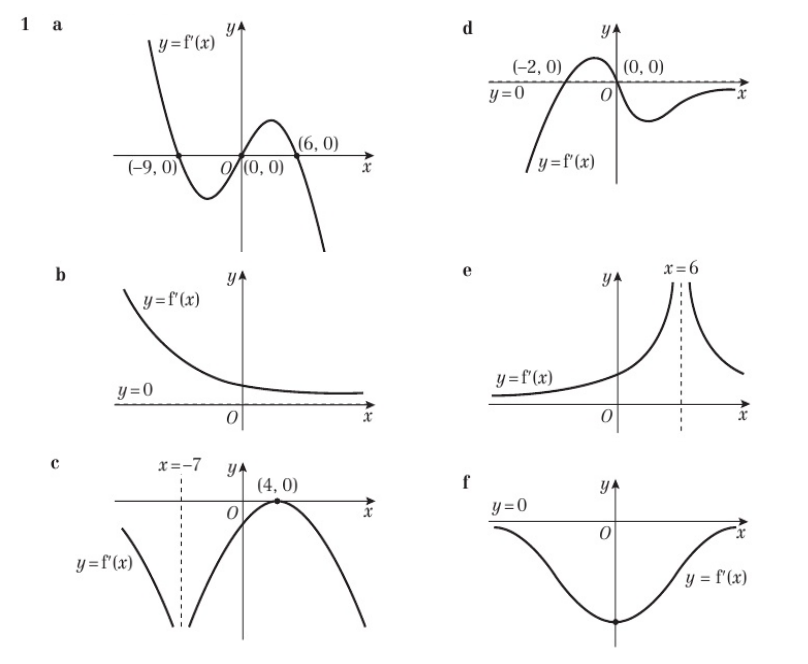 1 a
y
y=f′(x)
(–9, 0)
O
(0, 0)
(6, 0)
x
b
y
y=f′(x)
y=0
O
x
c
x=–7
y
(4, 0)
O
x
y=f′(x)
d
y
(–2, 0)
(0, 0)
y=0
O
x
y=f′(x)
e
y
x=6
y=f′(x)
O
x
f
y
y=0
O
x
y = f′(x)